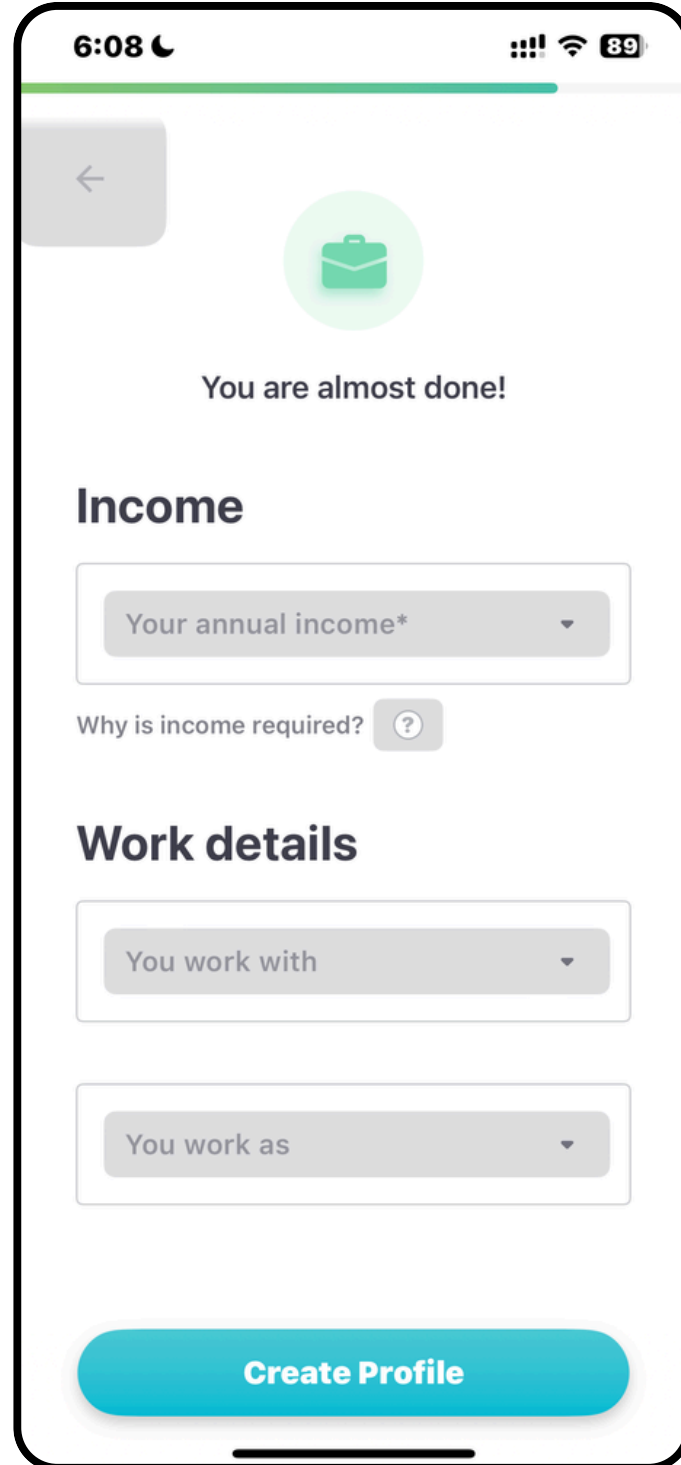 6:08
89
You are almost done!
Income
Your annual income*
Why is income required? ?
Work details
You work with
You work as
Create Profile